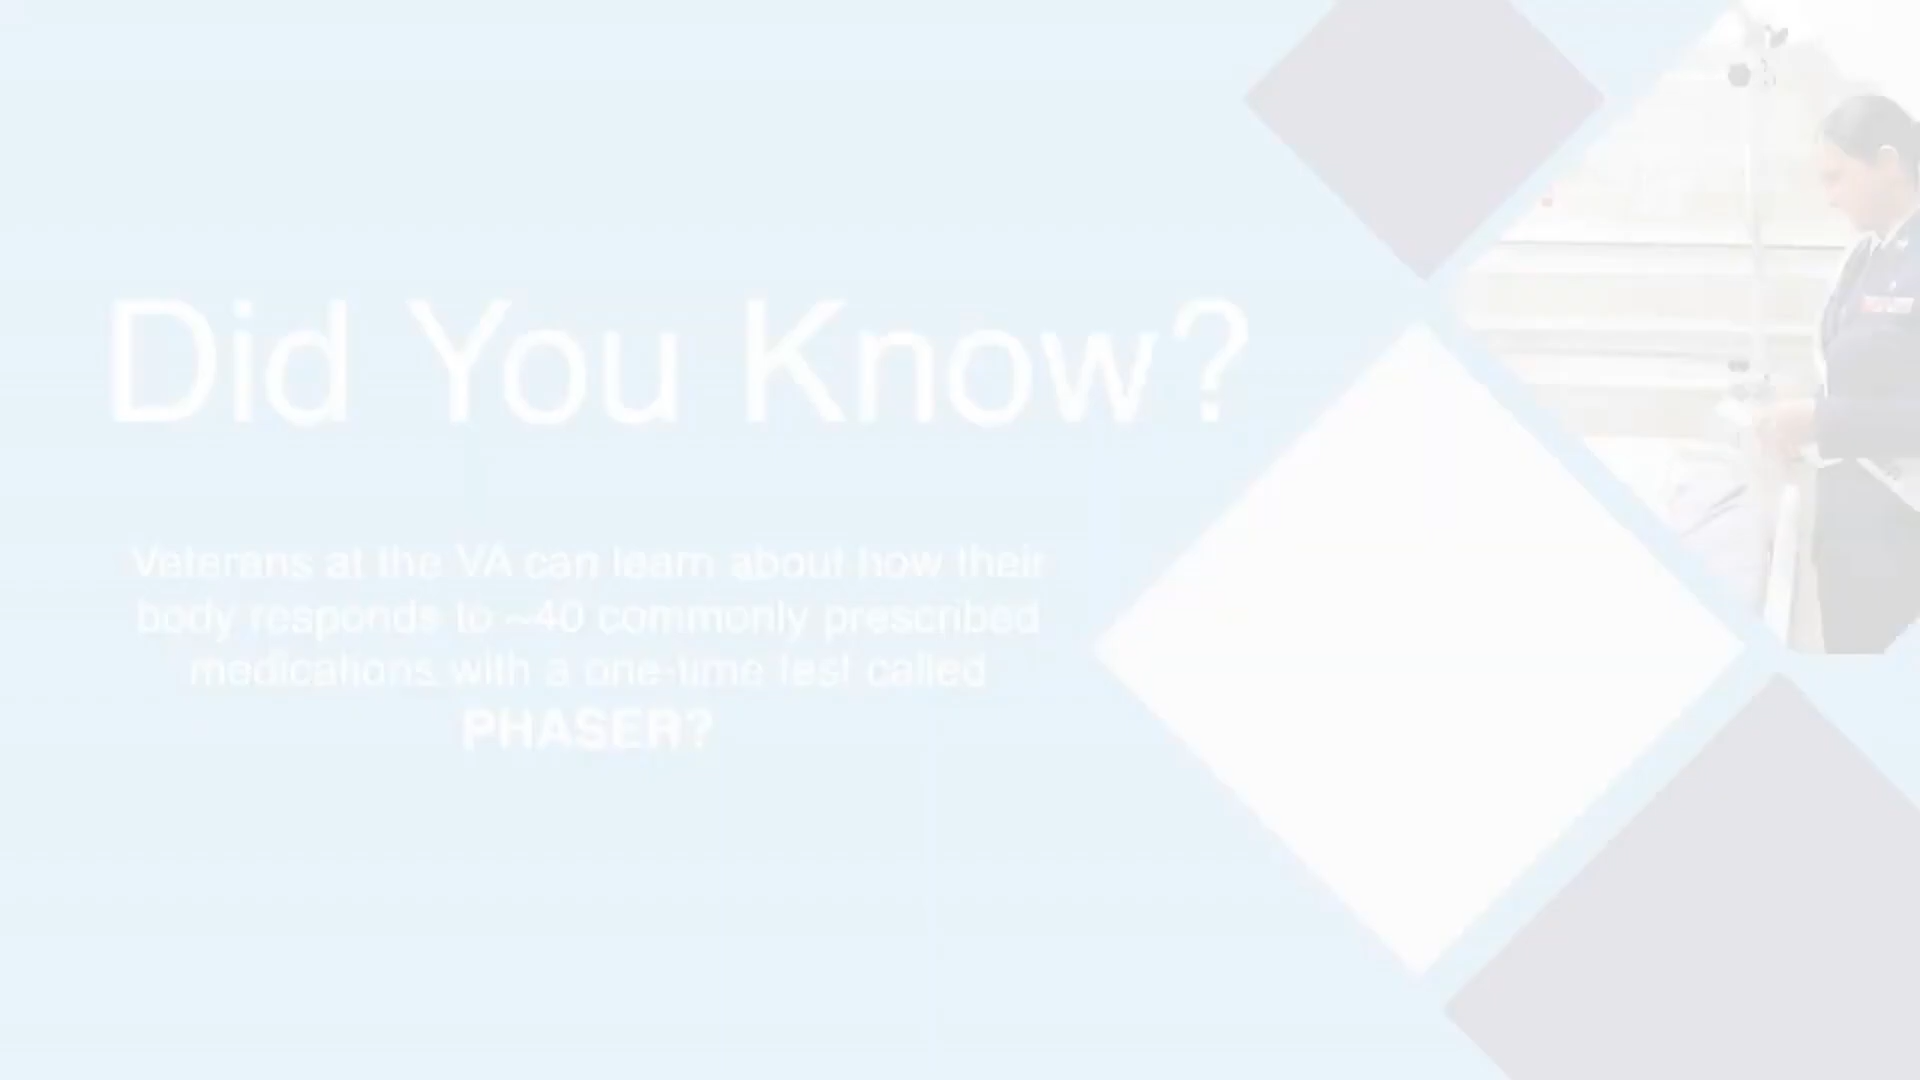 Did You Know?
Veterans at the VA can learn about how their
body responds to ~40 commonly prescribed
medications with a one-time test called
PHASER?